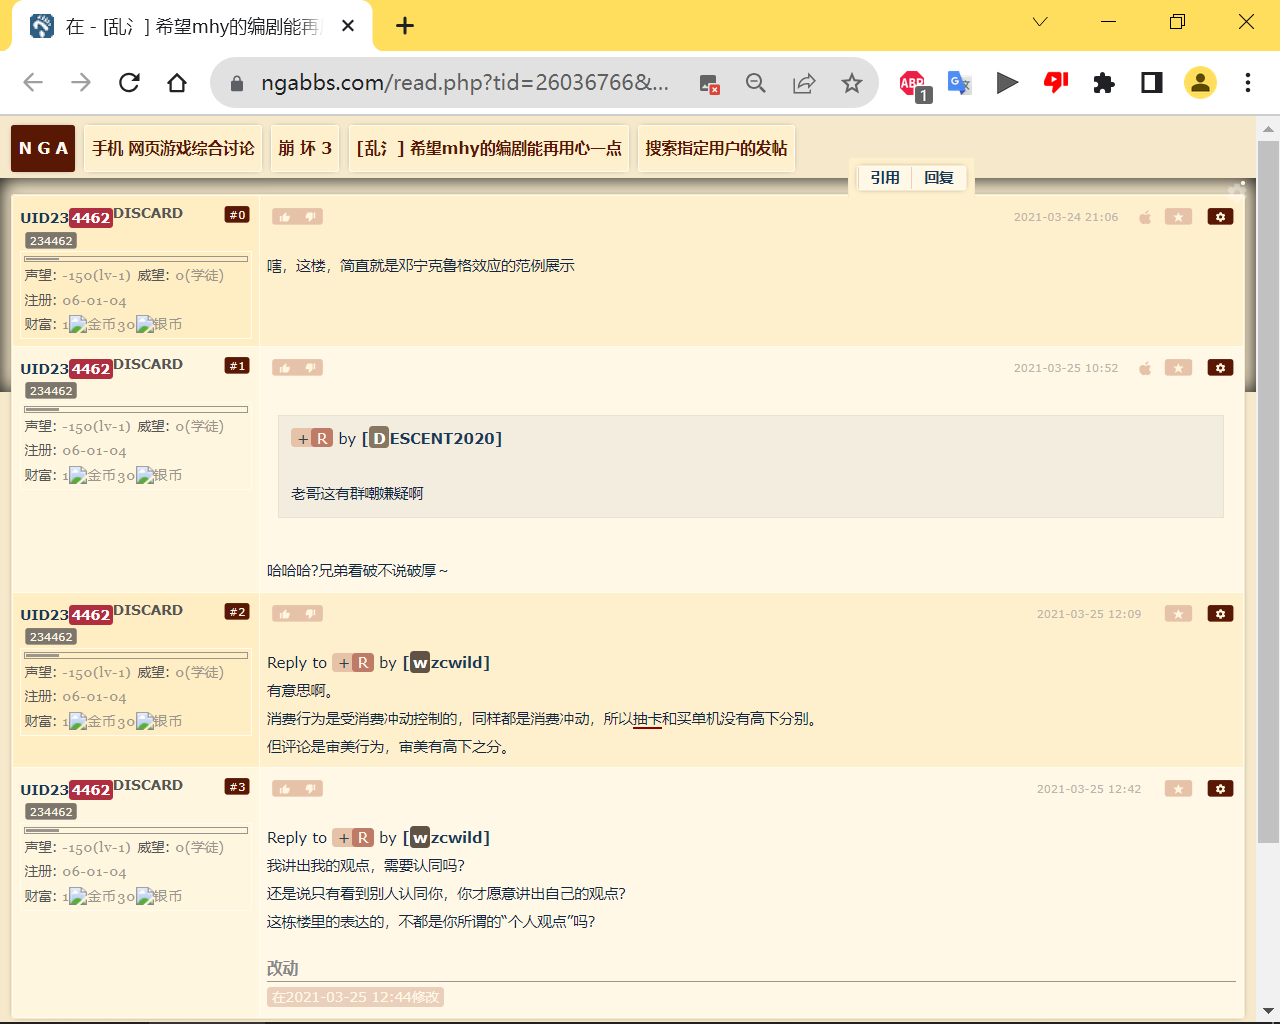 在 - [乱氵] 希望mhy的编剧能再
ngabbs.com/read.php?tid=26036766&...
ABP
1
N G A
手机 网页游戏综合讨论
崩 坏 3
[乱氵] 希望mhy的编剧能再用心一点
搜索指定用户的发帖
引用 回复
UID234462DISCARD #0
2021-03-24 21:06
234462
声望: -150(lv-1) 威望: 0(学徒)
注册: 06-01-04
财富: 1金币30银币
嘻，这楼，简直就是邓宁克鲁格效应的范例展示
UID234462DISCARD #1
2021-03-25 10:52
234462
声望: -150(lv-1) 威望: 0(学徒)
注册: 06-01-04
财富: 1金币30银币
+ R by [DESCENT2020]
老哥这有群嘲嫌疑啊
哈哈哈?兄弟看破不说破厚～
UID234462DISCARD #2
2021-03-25 12:09
234462
声望: -150(lv-1) 威望: 0(学徒)
注册: 06-01-04
财富: 1金币30银币
Reply to + R by [wzcwild]
有意思啊。
消费行为是受消费冲动控制的，同样都是消费冲动，所以抽卡和买单机没有高下分别。
但评论是审美行为，审美有高下之分。
UID234462DISCARD #3
2021-03-25 12:42
234462
声望: -150(lv-1) 威望: 0(学徒)
注册: 06-01-04
财富: 1金币30银币
Reply to + R by [wzcwild]
我讲出我的观点，需要认同吗?
还是说只有看到别人认同你，你才愿意讲出自己的观点?
这栋楼里的表达的，不都是你所谓的“个人观点”吗?
改动
在2021-03-25 12:44修改